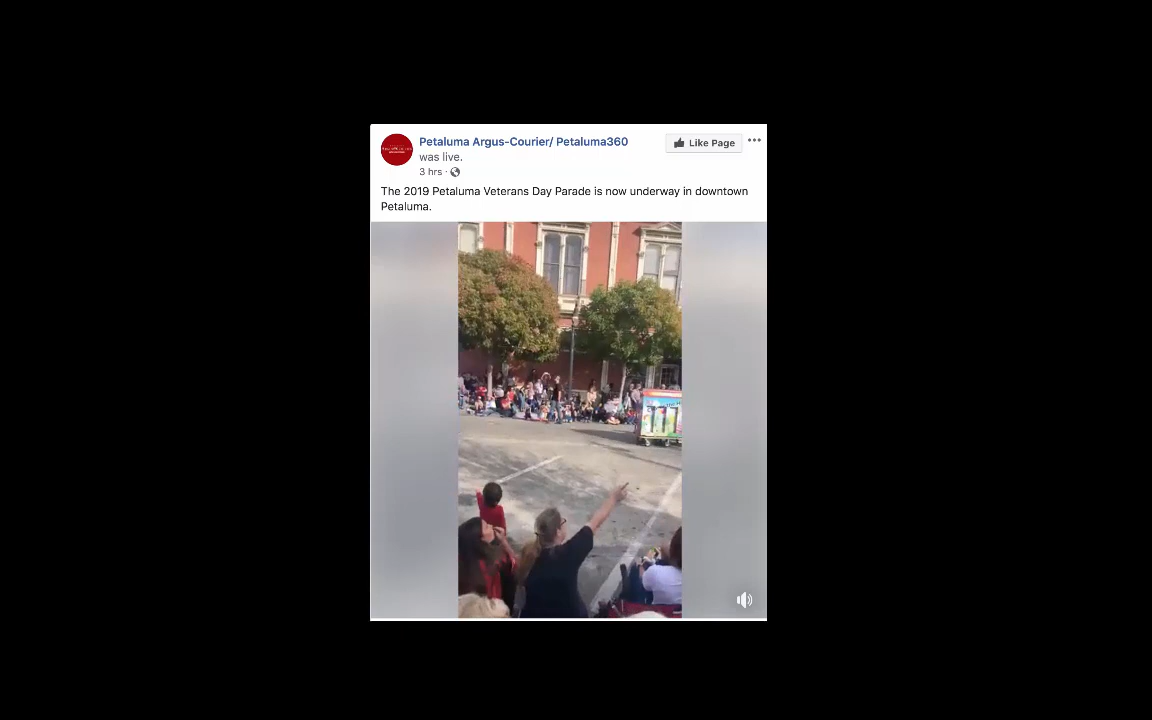 Petaluma Argus-Courier/ Petaluma360
was live.
3 hrs ·
Like Page
The 2019 Petaluma Veterans Day Parade is now underway in downtown
Petaluma.